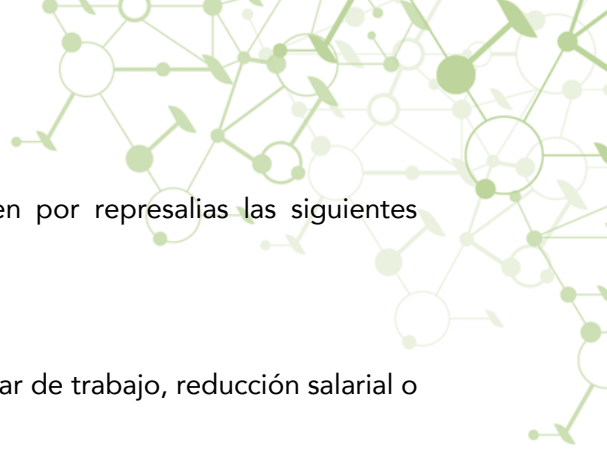 en por represalias las siguientes
ar de trabajo, reducción salarial o